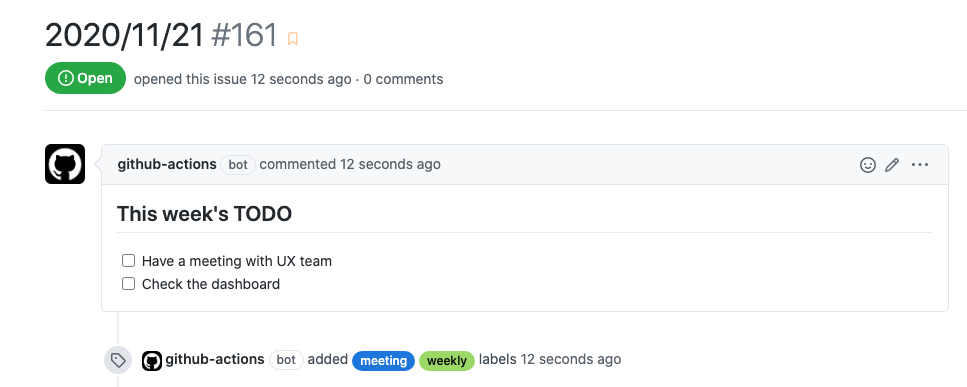 2020/11/21 #161
Open opened this issue 12 seconds ago · 0 comments
github-actions bot commented 12 seconds ago
This week's TODO
Have a meeting with UX team
Check the dashboard
github-actions bot added meeting weekly labels 12 seconds ago